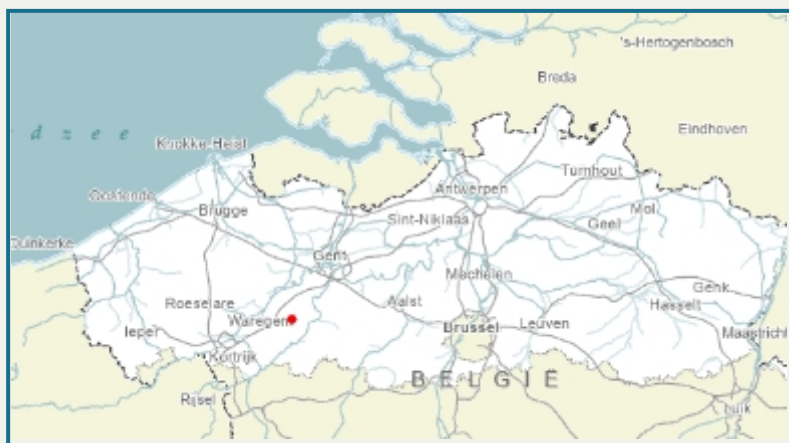 's-Hertogenbosch
Breda
Eindhoven
d z e e
Knokke-Heist
Turnhout
Antwerpen
Oostende
Brugge
Mol
Sint-Niklaas
Geel
Duinkerke
Gent
Mechelen
Genk
Roeselare
Aalst
Hasselt
Waregem
Brussel
Leuven
Ieper
Maastricht
Kortrijk
BELGIË
Rijsel
Luik